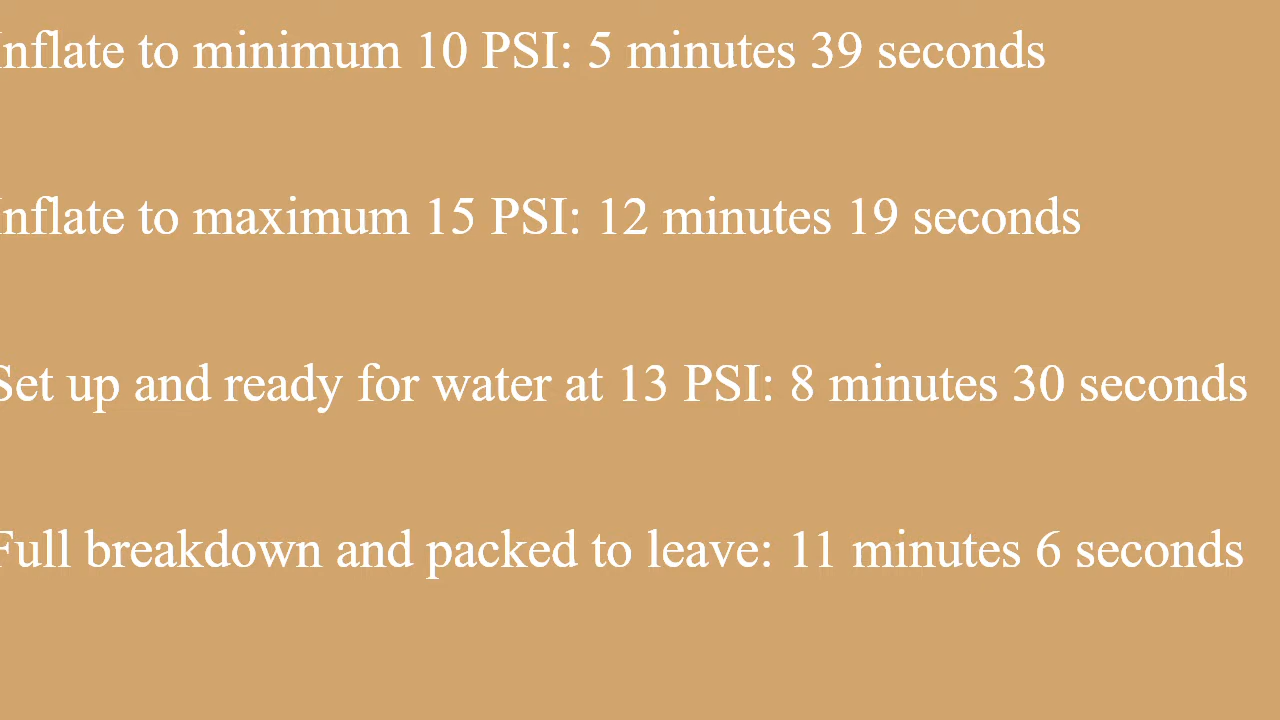 Inflate to minimum 10 PSI: 5 minutes 39 seconds
Inflate to maximum 15 PSI: 12 minutes 19 seconds
Set up and ready for water at 13 PSI: 8 minutes 30 seconds
Full breakdown and packed to leave: 11 minutes 6 seconds